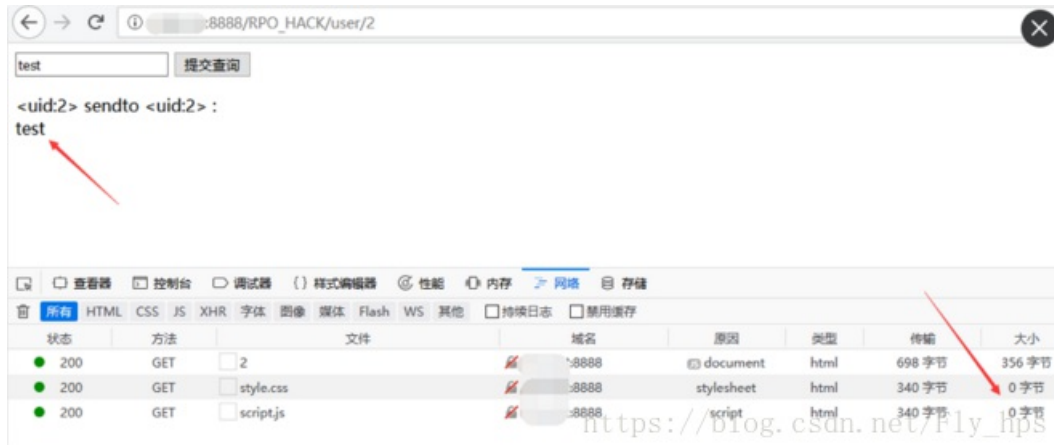 :8888/RPO_HACK/user/2
test 提交查询
<uid:2> sendto <uid:2> :
test
查看器 控制台 调试器 {} 样式编辑器 性能 内存 网络 存储
所有 HTML CSS JS XHR 字体 图像 媒体 Flash WS 其他 持续日志 禁用缓存
状态 方法 文件 域名 原因 类型 传输 大小
200 GET 2 :8888 document html 698 字节 356 字节
200 GET style.css :8888 stylesheet html 340 字节 0 字节
200 GET script.js :8888 script html 340 字节 0 字节
https://blog.csdn.net/Fly_hps